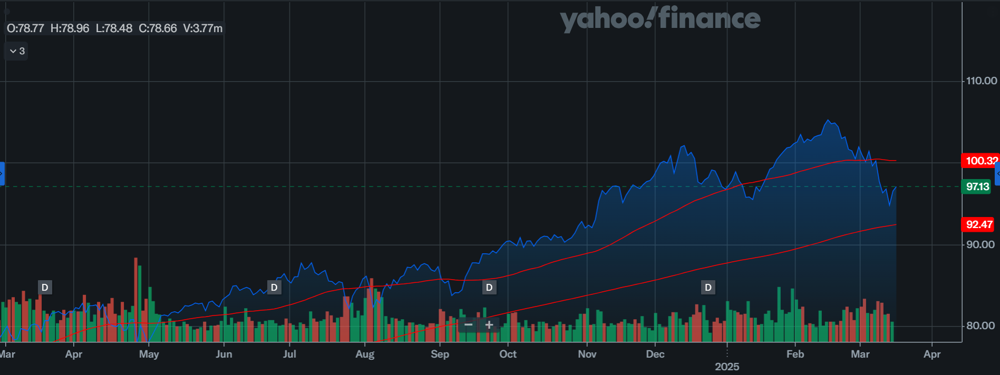 yahoo!finance
O:78.77 H:78.96 L:78.48 C:78.66 V:3.77m
3
110.00
100.32
97.13
92.47
90.00
80.00
D D D D
− +
Mar Apr May Jun Jul Aug Sep Oct Nov Dec Feb Mar Apr
2025